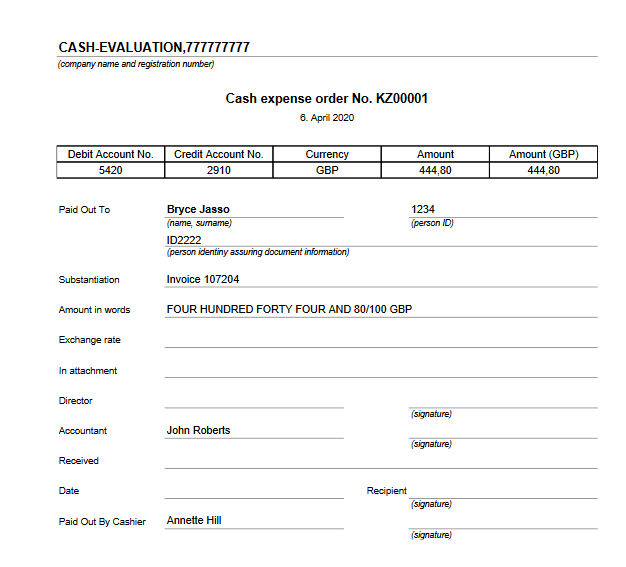 CASH-EVALUATION,777777777
(company name and registration number)
Cash expense order No. KZ00001
6. April 2020
Debit Account No. Credit Account No. Currency Amount Amount (GBP)
5420 2910 GBP 444,80 444,80
Paid Out To Bryce Jasso 1234
(name, surname) (person ID)
ID2222
(person identiny assuring document information)
Substantiation Invoice 107204
Amount in words FOUR HUNDRED FORTY FOUR AND 80/100 GBP
Exchange rate
In attachment
Director
(signature)
Accountant John Roberts
(signature)
Received
Date Recipient
(signature)
Paid Out By Cashier Annette Hill
(signature)